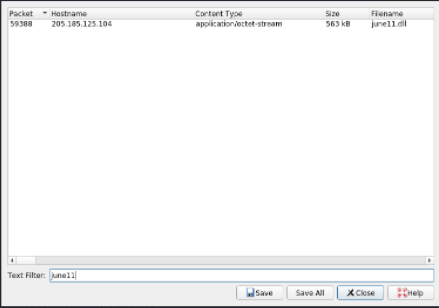 Packet Hostname Content Type Size Filename
59388 205.185.125.104 application/octet-stream 563 kB june11.dll
Text Filter: june11
Save Save All Close Help